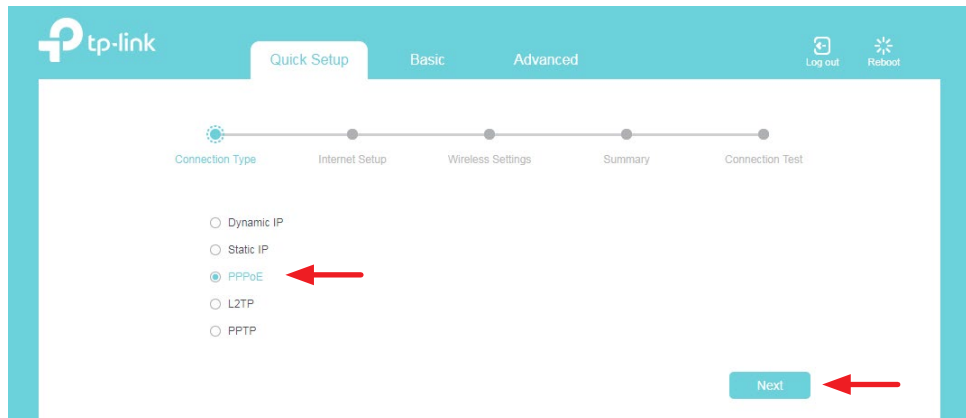 tp-link
Quick Setup Basic Advanced Log out Reboot
Connection Type Internet Setup Wireless Settings Summary Connection Test
Dynamic IP
Static IP
PPPoE
L2TP
PPTP
Next